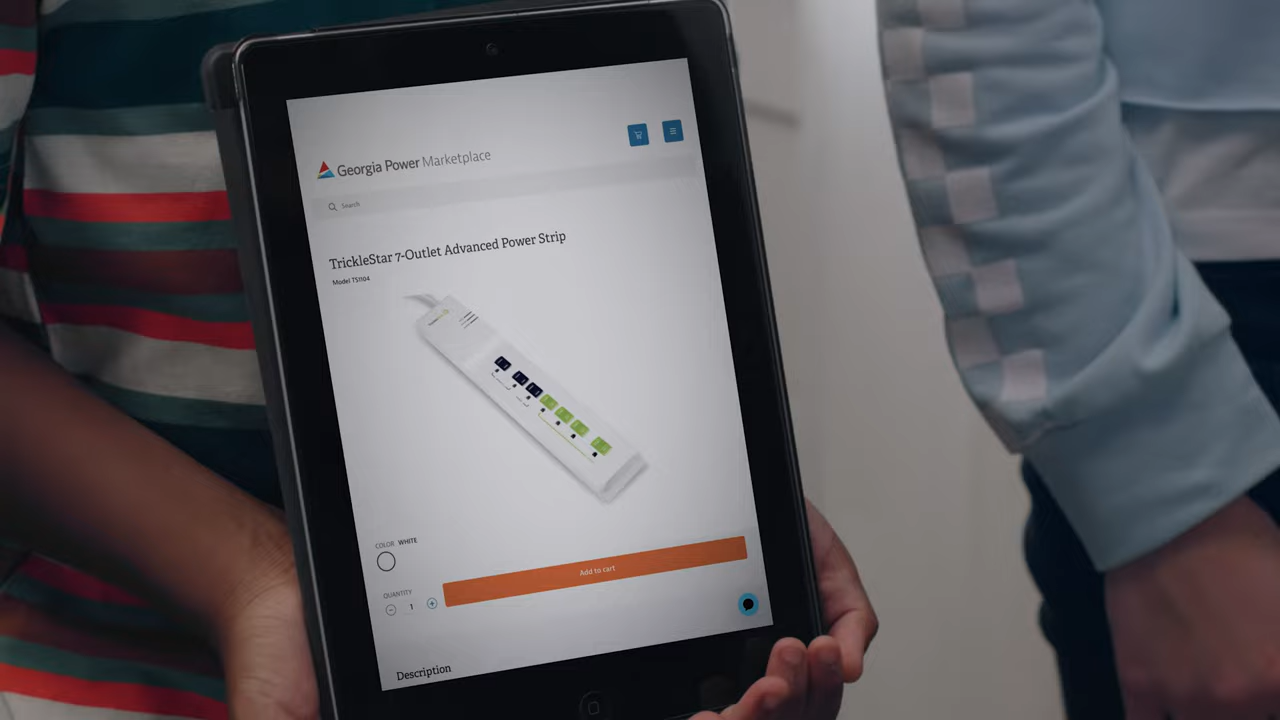 Georgia Power Marketplace
Search
TrickleStar 7-Outlet Advanced Power Strip
Model TS1104
COLOR WHITE
QUANTITY
1
Add to cart
Description